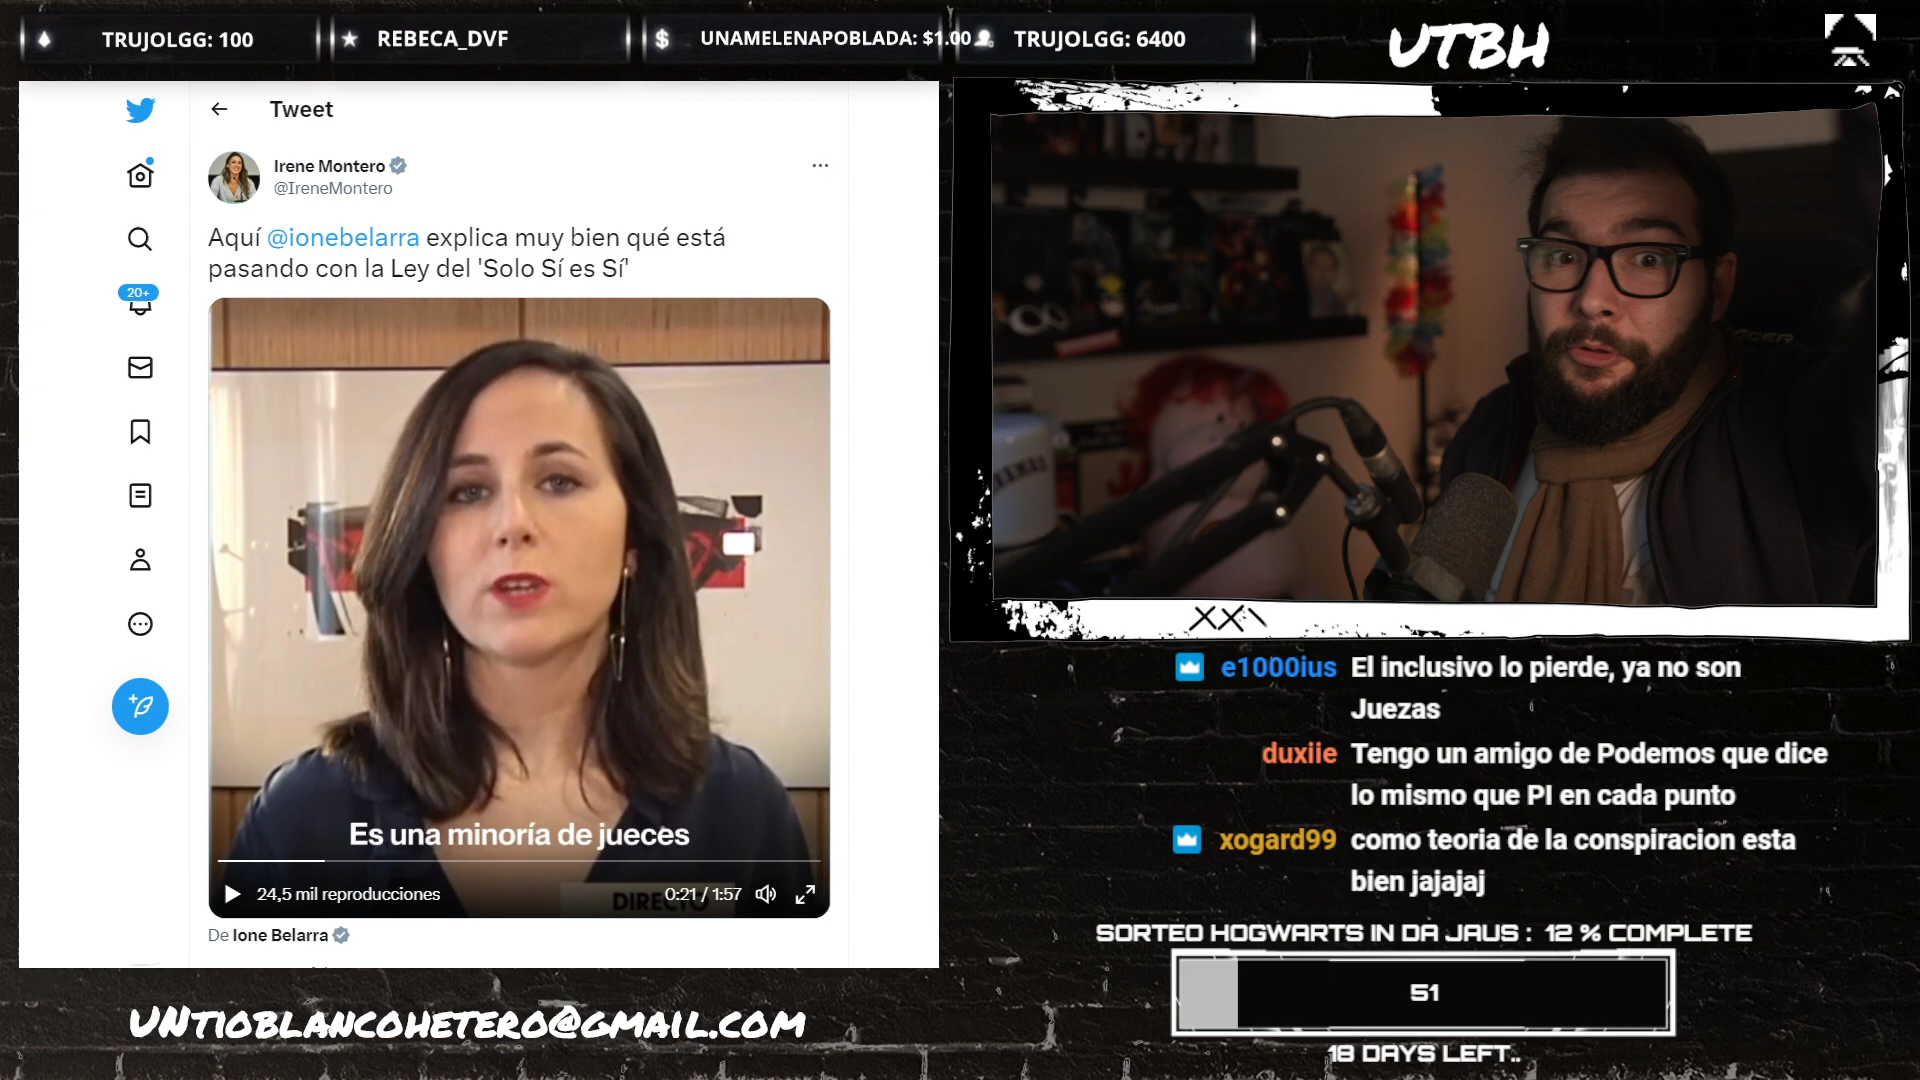 TRUJOLGG: 100
REBECA_DVF
UNAMELENAPOBLADA: $1.00
TRUJOLGG: 6400
UTBH
Tweet
Irene Montero
@IreneMontero
Aquí @ionebelarra explica muy bien qué está
pasando con la Ley del 'Solo Sí es Sí'
20+
Es una minoría de jueces
24,5 mil reproducciones
0:21 / 1:57
DIRECTO
De Ione Belarra
e1000ius El inclusivo lo pierde, ya no son
Juezas
duxiie Tengo un amigo de Podemos que dice
lo mismo que PI en cada punto
xogard99 como teoria de la conspiracion esta
bien jajajaj
SORTEO HOGWARTS IN DA JAUS : 12 % COMPLETE
51
18 DAYS LEFT..
UNTIOBLANCOHETERO@GMAIL.COM